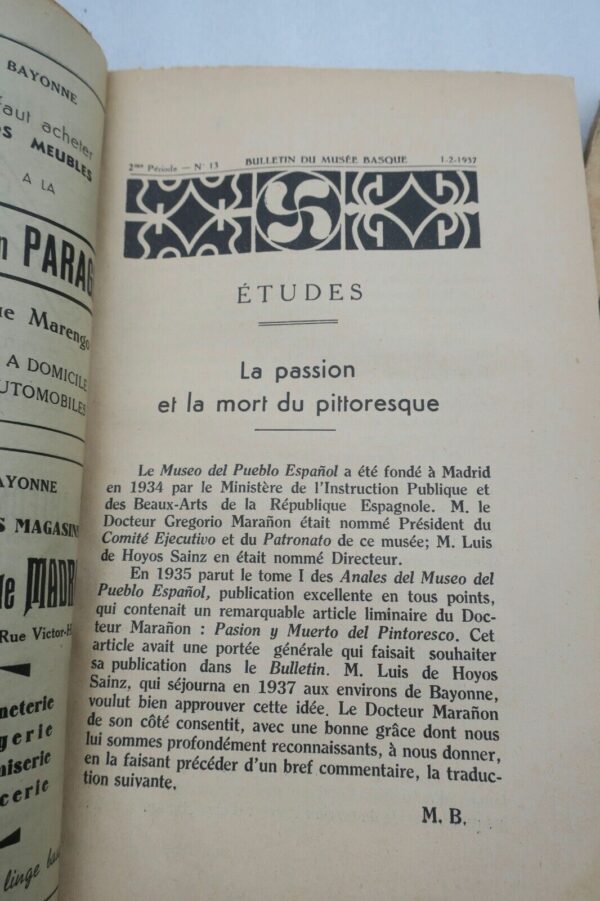 BAYONNE
faut acheter
MEUBLES
A LA
PARAG
Marengo
A DOMICILE
AUTOMOBILES
BAYONNE
MAGASIN
MADR
Rue Victor-H
linge
2me Période — N° 13
BULLETIN DU MUSÉE BASQUE
1-2-1937
ÉTUDES
La passion
et la mort du pittoresque
Le Museo del Pueblo Español a été fondé à Madrid
en 1934 par le Ministère de l'Instruction Publique et
des Beaux-Arts de la République Espagnole. M. le
Docteur Gregorio Marañon était nommé Président du
Comité Ejecutivo et du Patronato de ce musée; M. Luis
de Hoyos Sainz en était nommé Directeur.
En 1935 parut le tome I des Anales del Museo del
Pueblo Español, publication excellente en tous points,
qui contenait un remarquable article liminaire du Doc-
teur Marañon : Pasion y Muerto del Pintoresco. Cet
article avait une portée générale qui faisait souhaiter
sa publication dans le Bulletin. M. Luis de Hoyos
Sainz, qui séjourna en 1937 aux environs de Bayonne,
voulut bien approuver cette idée. Le Docteur Marañon
de son côté consentit, avec une bonne grâce dont nous
lui sommes profondément reconnaissants, à nous donner,
en la faisant précéder d'un bref commentaire, la traduc-
tion suivante.
M. B.